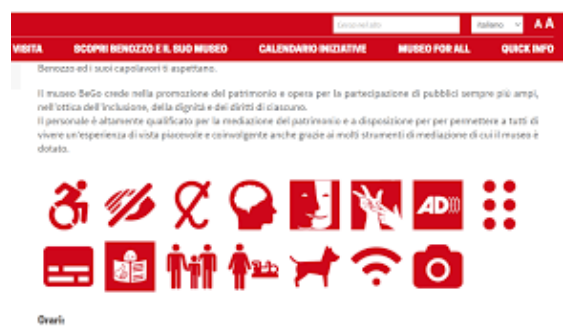 Cerca nel sito
Italiano
A A
VISITA SCOPRI BENOZZO E IL SUO MUSEO CALENDARIO INIZIATIVE MUSEO FOR ALL QUICK INFO
Benozzo ed i suoi capolavori ti aspettano.
Il museo BeGo crede nella promozione del patrimonio e opera per la partecipazione di pubblici sempre più ampi,
nell'ottica dell'inclusione, della dignità e dei diritti di ciascuno.
Il personale è altamente qualificato per la mediazione del patrimonio e a disposizione per per permettere a tutti di
vivere un'esperienza di vista piacevole e coinvolgente anche grazie ai molti strumenti di mediazione di cui il museo è
dotato.
AD
Orari: